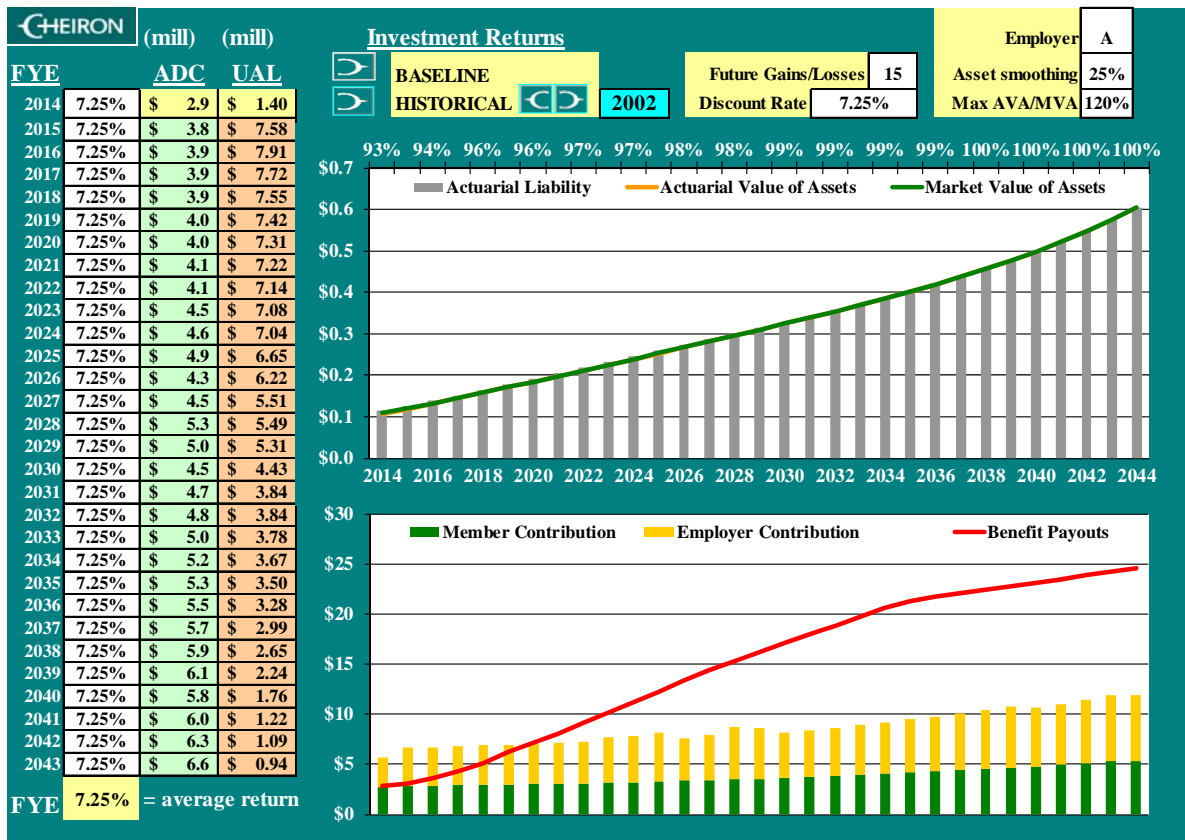 CHEIRON
(mill) (mill)
FYE ADC UAL
2014 7.25% $ 2.9 $ 1.40
2015 7.25% $ 3.8 $ 7.58
2016 7.25% $ 3.9 $ 7.91
2017 7.25% $ 3.9 $ 7.72
2018 7.25% $ 3.9 $ 7.55
2019 7.25% $ 4.0 $ 7.42
2020 7.25% $ 4.0 $ 7.31
2021 7.25% $ 4.1 $ 7.22
2022 7.25% $ 4.1 $ 7.14
2023 7.25% $ 4.5 $ 7.08
2024 7.25% $ 4.6 $ 7.04
2025 7.25% $ 4.9 $ 6.65
2026 7.25% $ 4.3 $ 6.22
2027 7.25% $ 4.5 $ 5.51
2028 7.25% $ 5.3 $ 5.49
2029 7.25% $ 5.0 $ 5.31
2030 7.25% $ 4.5 $ 4.43
2031 7.25% $ 4.7 $ 3.84
2032 7.25% $ 4.8 $ 3.84
2033 7.25% $ 5.0 $ 3.78
2034 7.25% $ 5.2 $ 3.67
2035 7.25% $ 5.3 $ 3.50
2036 7.25% $ 5.5 $ 3.28
2037 7.25% $ 5.7 $ 2.99
2038 7.25% $ 5.9 $ 2.65
2039 7.25% $ 6.1 $ 2.24
2040 7.25% $ 5.8 $ 1.76
2041 7.25% $ 6.0 $ 1.22
2042 7.25% $ 6.3 $ 1.09
2043 7.25% $ 6.6 $ 0.94
FYE 7.25% = average return
Investment Returns
BASELINE
HISTORICAL 2002
Future Gains/Losses 15
Discount Rate 7.25%
Employer A
Asset smoothing 25%
Max AVA/MVA 120%
93% 94% 96% 96% 97% 97% 98% 98% 99% 99% 99% 99% 100% 100% 100% 100%
Actuarial Liability Actuarial Value of Assets Market Value of Assets
$0.7
$0.6
$0.5
$0.4
$0.3
$0.2
$0.1
$0.0
2014 2016 2018 2020 2022 2024 2026 2028 2030 2032 2034 2036 2038 2040 2042 2044
Member Contribution Employer Contribution Benefit Payouts
$30
$25
$20
$15
$10
$5
$0